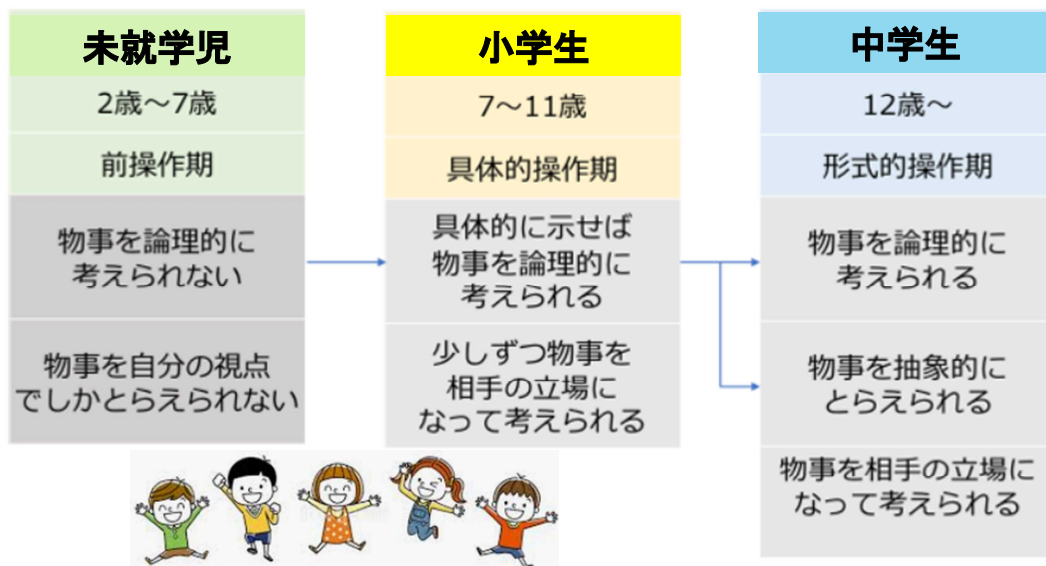 未就学児
2歳～7歳
前操作期
物事を論理的に
考えられない
物事を自分の視点
でしかとらえられない
小学生
7～11歳
具体的操作期
具体的に示せば
物事を論理的に
考えられる
少しずつ物事を
相手の立場に
なって考えられる
中学生
12歳～
形式的操作期
物事を論理的に
考えられる
物事を抽象的に
とらえられる
物事を相手の立場に
なって考えられる